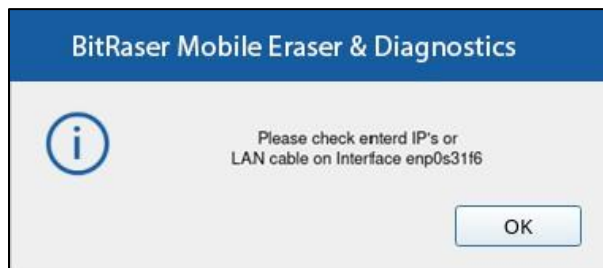 BitRaser Mobile Eraser & Diagnostics
Please check enterd IP's or
LAN cable on Interface enp0s31f6
OK